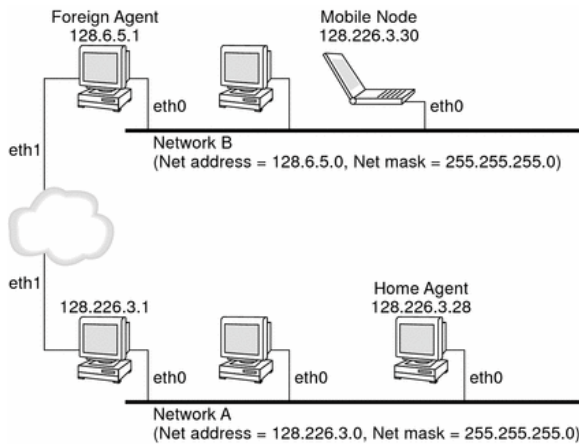 Foreign Agent
128.6.5.1
Mobile Node
128.226.3.30
eth0
eth0
eth1
Network B
(Net address = 128.6.5.0, Net mask = 255.255.255.0)
eth1
128.226.3.1
Home Agent
128.226.3.28
eth0
eth0
eth0
Network A
(Net address = 128.226.3.0, Net mask = 255.255.255.0)